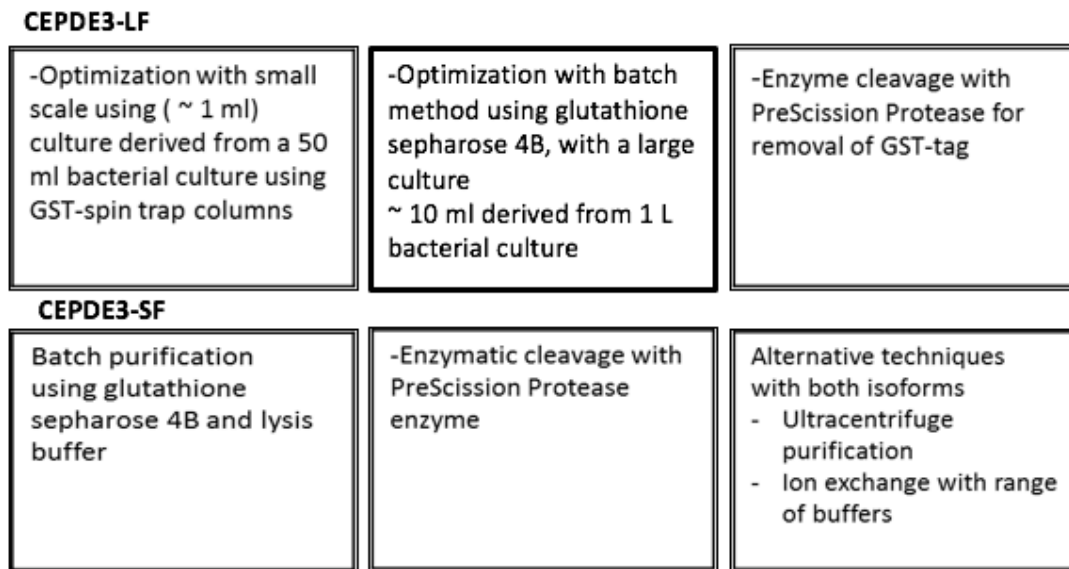 CEPDE3-LF
-Optimization with small
scale using ( ~ 1 ml)
culture derived from a 50
ml bacterial culture using
GST-spin trap columns
-Optimization with batch
method using glutathione
sepharose 4B, with a large
culture
~ 10 ml derived from 1 L
bacterial culture
-Enzyme cleavage with
PreScission Protease for
removal of GST-tag
CEPDE3-SF
Batch purification
using glutathione
sepharose 4B and lysis
buffer
-Enzymatic cleavage with
PreScission Protease
enzyme
Alternative techniques
with both isoforms
- Ultracentrifuge
purification
- Ion exchange with range
of buffers